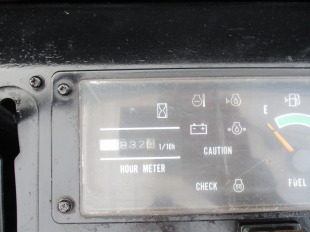 E
1/10h
CAUTION
HOUR METER
CHECK
FUEL